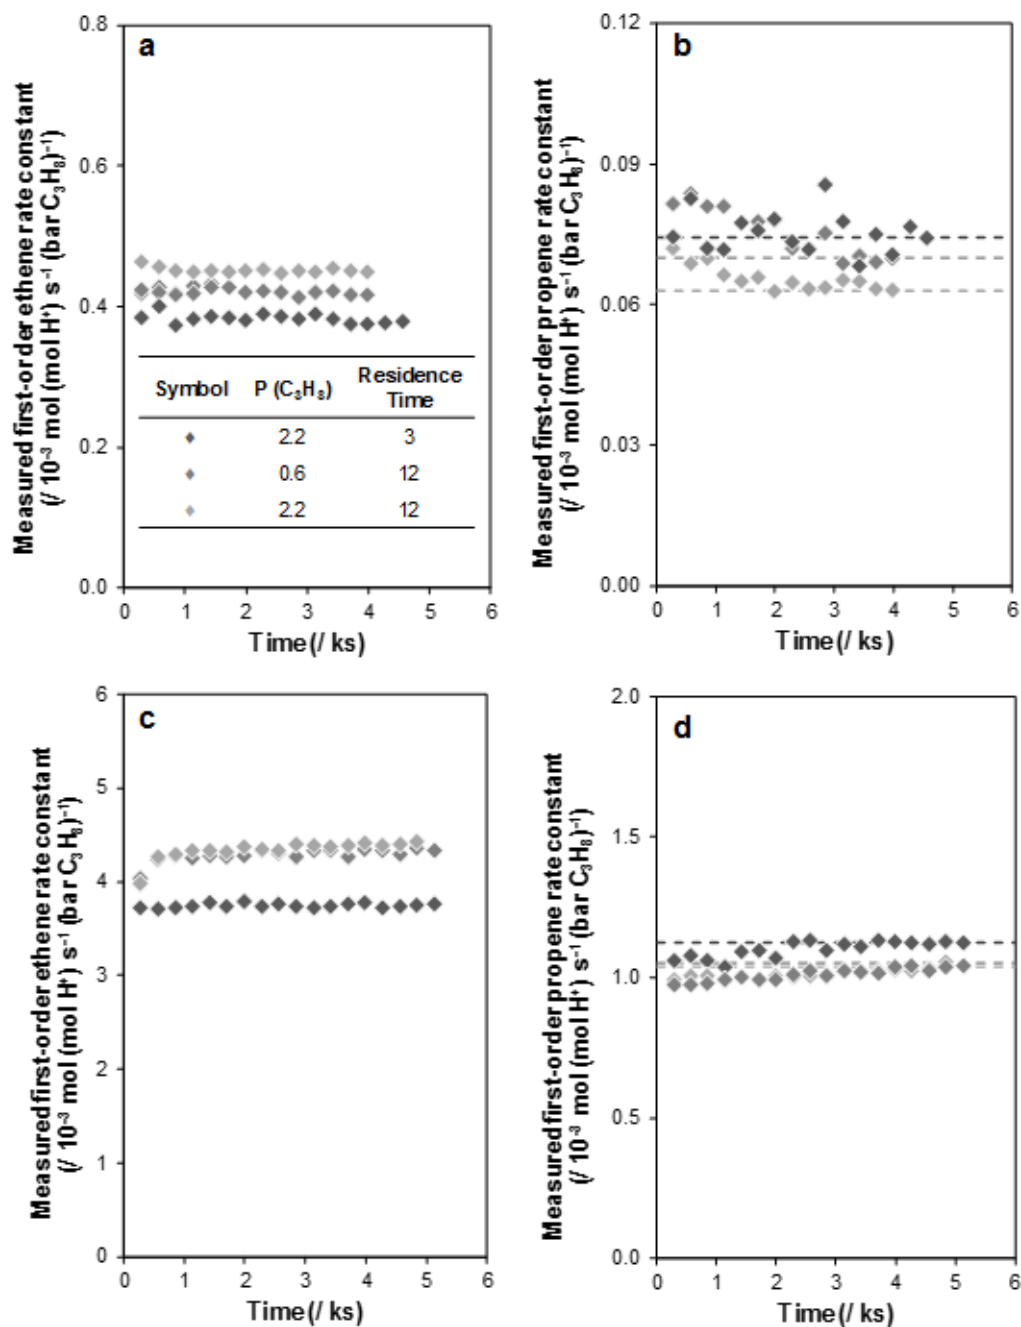 a
Measured first-order ethene rate constant
(/ 10⁻³ mol (mol H⁺) s⁻¹ (bar C₃H₈)⁻¹)
0.8
0.6
0.4
0.2
0.0
Symbol P (C₃H₈) Residence Time
2.2 3
0.6 12
2.2 12
0 1 2 3 4 5 6
Time (/ ks)
b
Measured first-order propene rate constant
(/ 10⁻³ mol (mol H⁺) s⁻¹ (bar C₃H₈)⁻¹)
0.12
0.09
0.06
0.03
0.00
0 1 2 3 4 5 6
Time (/ ks)
c
Measured first-order ethene rate constant
(/ 10⁻³ mol (mol H⁺) s⁻¹ (bar C₃H₈)⁻¹)
6
5
4
3
2
1
0
0 1 2 3 4 5 6
Time (/ ks)
d
Measured first-order propene rate constant
(/ 10⁻³ mol (mol H⁺) s⁻¹ (bar C₃H₈)⁻¹)
2.0
1.5
1.0
0.5
0.0
0 1 2 3 4 5 6
Time (/ ks)